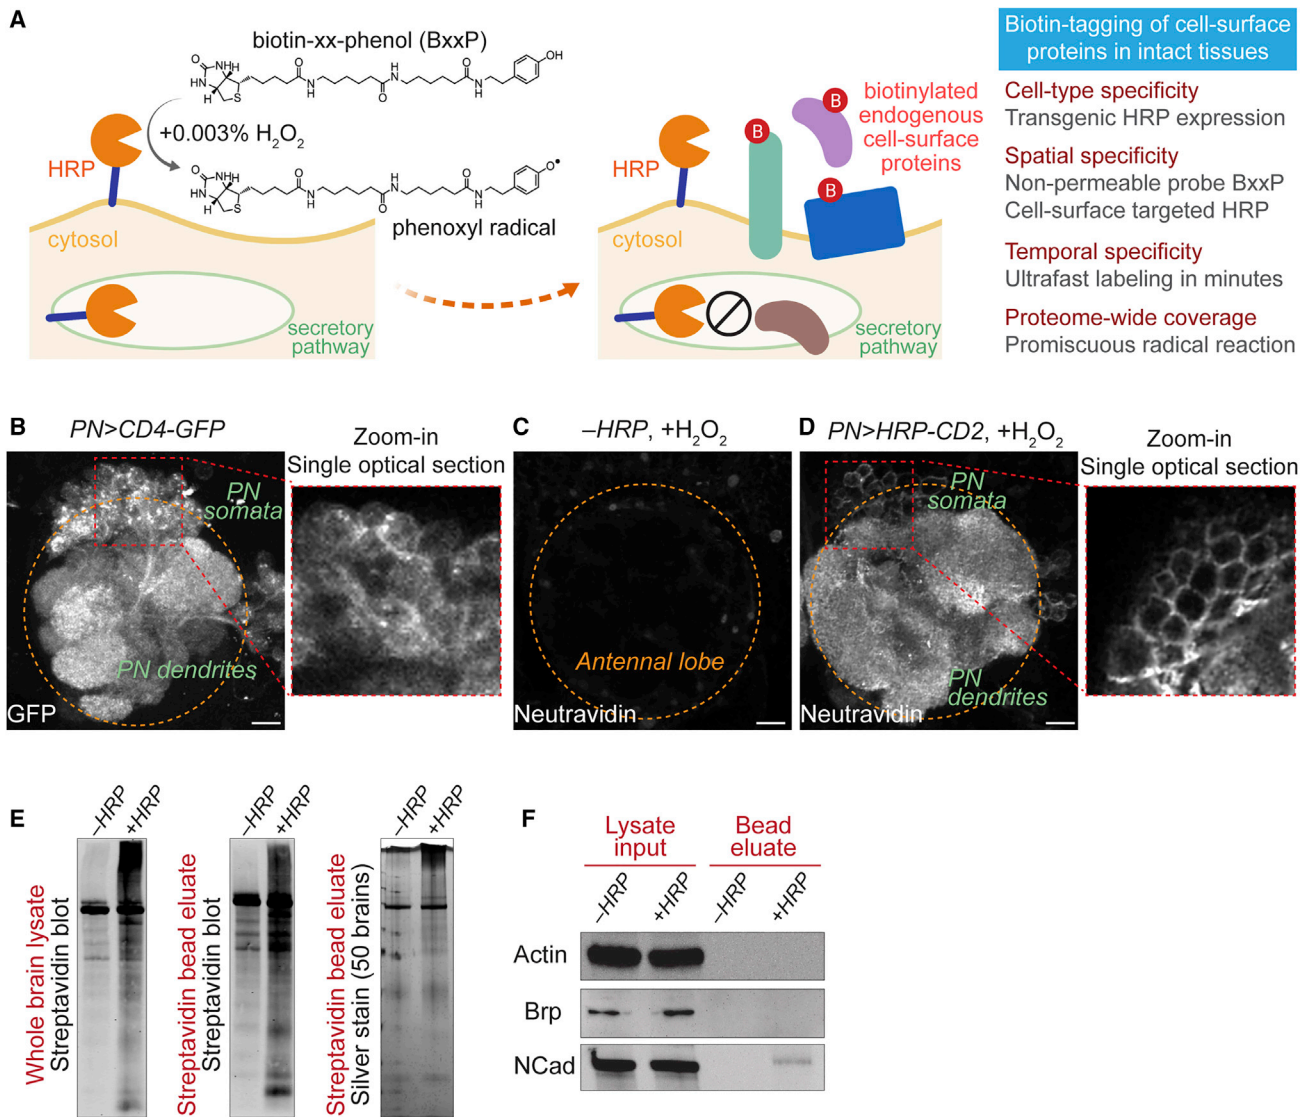 A
biotin-xx-phenol (BxxP)
+0.003% H₂O₂
HRP
cytosol
phenoxyl radical
secretory
pathway
HRP
cytosol
B
B
B
biotinylated
endogenous
cell-surface
proteins
secretory
pathway
Biotin-tagging of cell-surface
proteins in intact tissues
Cell-type specificity
Transgenic HRP expression
Spatial specificity
Non-permeable probe BxxP
Cell-surface targeted HRP
Temporal specificity
Ultrafast labeling in minutes
Proteome-wide coverage
Promiscuous radical reaction
B
PN>CD4-GFP
Zoom-in
Single optical section
PN
somata
PN dendrites
GFP
C
–HRP, +H₂O₂
Antennal lobe
Neutravidin
D
PN>HRP-CD2, +H₂O₂
Zoom-in
Single optical section
PN
somata
PN
dendrites
Neutravidin
E
–HRP
+HRP
Whole brain lysate
Streptavidin blot
–HRP
+HRP
Streptavidin bead eluate
Streptavidin blot
–HRP
+HRP
Streptavidin bead eluate
Silver stain (50 brains)
F
Lysate
input
Bead
eluate
–HRP
+HRP
–HRP
+HRP
Actin
Brp
NCad